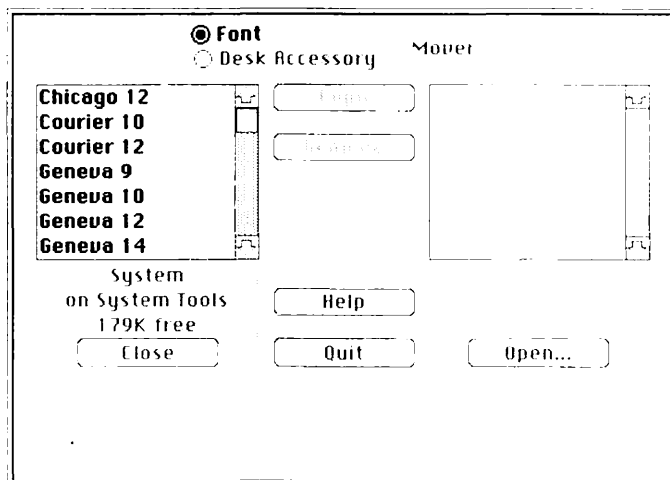 Font
Desk Accessory
Mover
Chicago 12
Courier 10
Courier 12
Geneva 9
Geneva 10
Geneva 12
Geneva 14
Remove
System
on System Tools
179K free
Help
Close
Quit
Open...